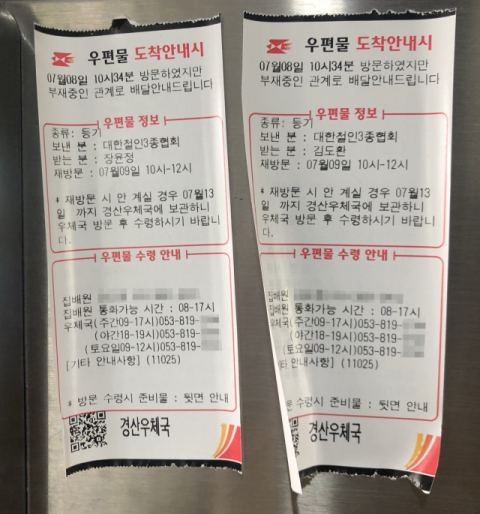 우편물 도착안내시
07월08일 10시34분 방문하였지만
부재중인 관계로 배달안내드립니다
우편물 정보
종류: 등기
보낸 분 : 대한철인3종협회
받는 분 : 장윤정
재방문 : 07월09일 10시-12시
* 재방문 시 안 계실 경우 07월13
일 까지 경산우체국에 보관하니
우체국 방문 후 수령하시기 바랍니
다.
우편물 수령 안내
집배원
집배원 통화가능 시간 : 08-17시
우체국(주간09-17시)053-819-
(야간18-19시)053-819-
(토요일09-12시)053-819-
[기타 안내사항] (11025)
* 방문 수령시 준비물 : 뒷면 안내
경산우체국
우편물 도착안내시
07월08일 10시34분 방문하였지만
부재중인 관계로 배달안내드립니다
우편물 정보
종류: 등기
보낸 분 : 대한철인3종협회
받는 분 : 김도환
재방문 : 07월09일 10시-12시
* 재방문 시 안 계실 경우 07월13
일 까지 경산우체국에 보관하니
우체국 방문 후 수령하시기 바랍니
다.
우편물 수령 안내
집배원
집배원 통화가능 시간 : 08-17시
우체국(주간09-17시)053-819-
(야간18-19시)053-819-
(토요일09-12시)053-819-
기타 안내사항] (11025)
방문 수령시 준비물 : 뒷면 안내
경산우체국